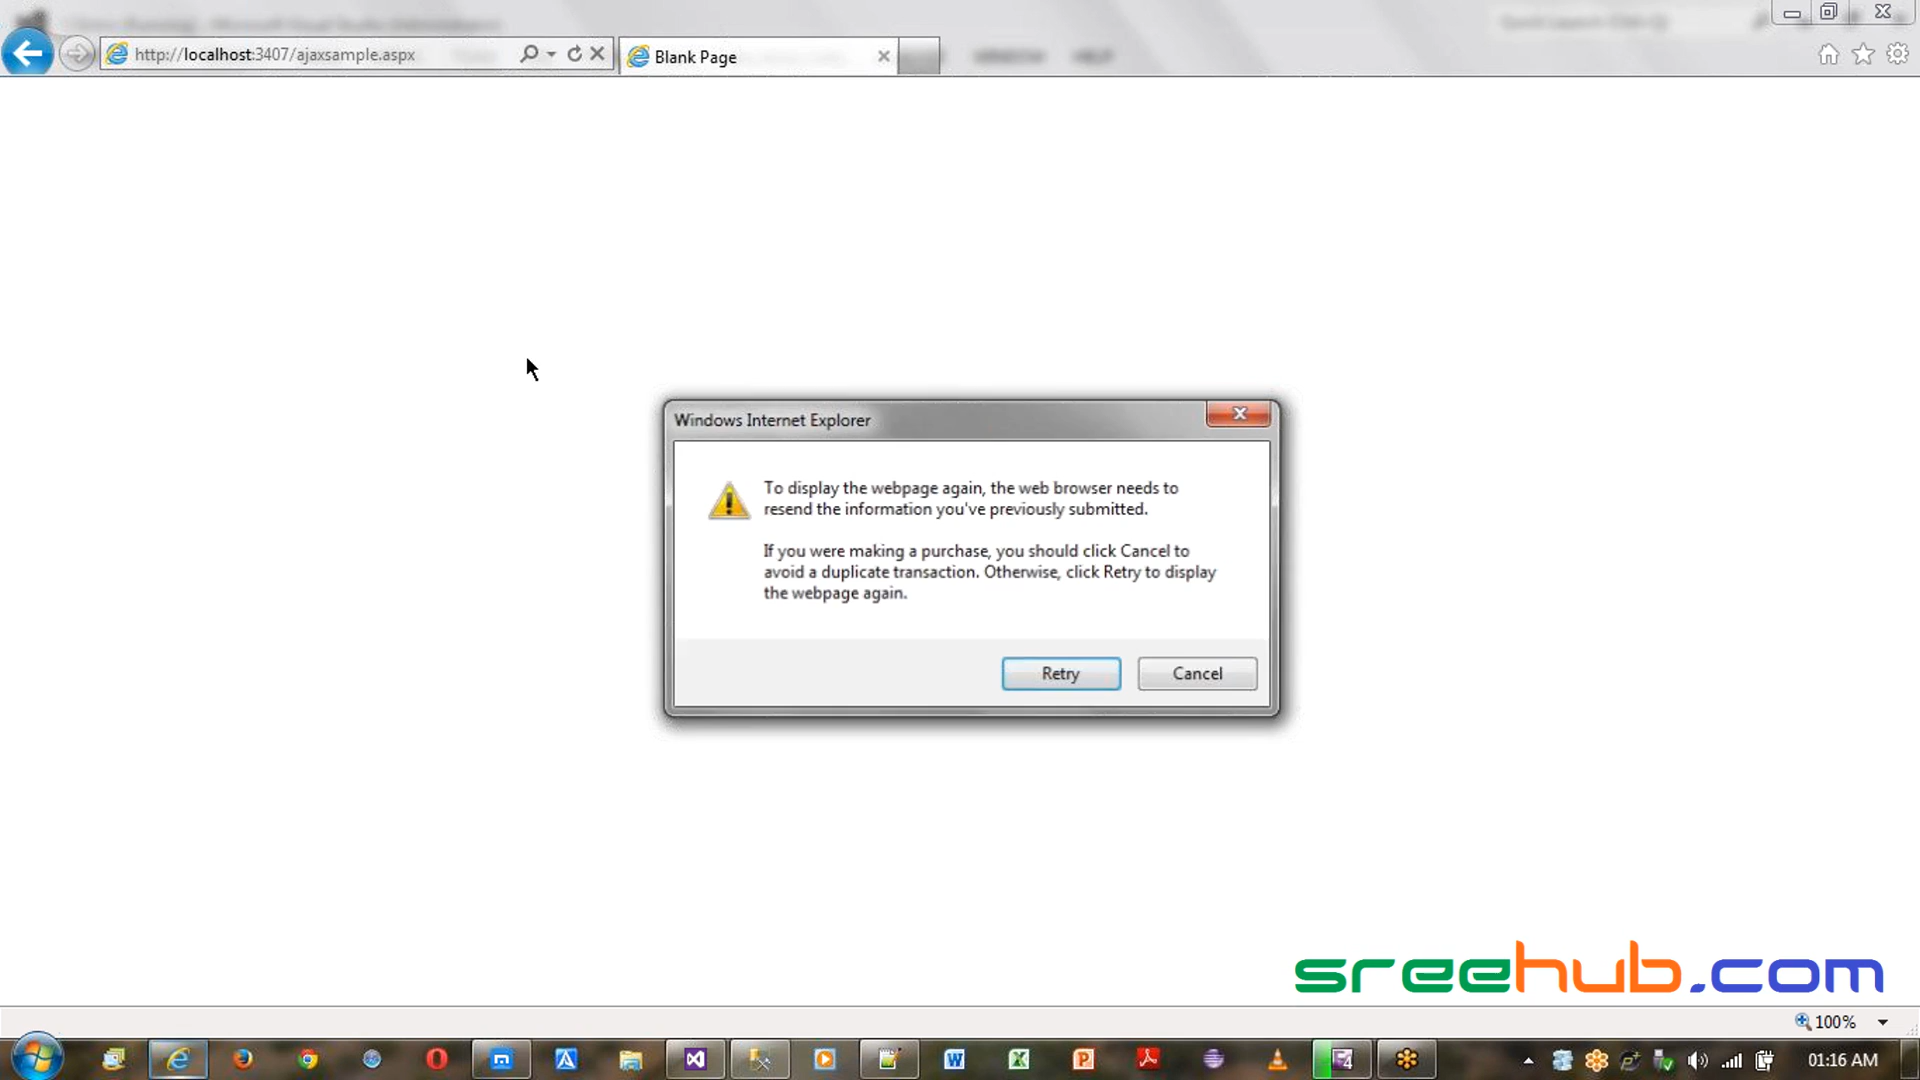 http://localhost:3407/ajaxsample.aspx
Blank Page
HELP
Windows Internet Explorer
To display the webpage again, the web browser needs to
resend the information you've previously submitted.
If you were making a purchase, you should click Cancel to
avoid a duplicate transaction. Otherwise, click Retry to display
the webpage again.
Retry
Cancel
sreehub.com
100%
01:16 AM